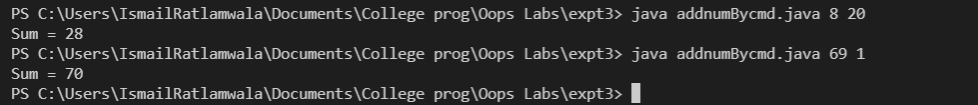 PS C:\Users\IsmailRatlamwala\Documents\College prog\Oops Labs\expt3> java addnumBycmd.java 8 20
Sum = 28
PS C:\Users\IsmailRatlamwala\Documents\College prog\Oops Labs\expt3> java addnumBycmd.java 69 1
Sum = 70
PS C:\Users\IsmailRatlamwala\Documents\College prog\Oops Labs\expt3>